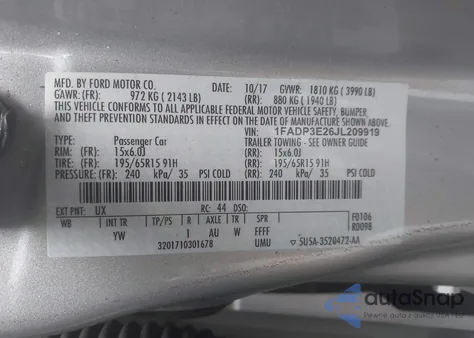 MFD. BY FORD MOTOR CO.
DATE: 10/17 GVWR: 1810 KG ( 3990 LB)
GAWR: (FR): 972 KG ( 2143 LB) (RR): 880 KG ( 1940 LB)
THIS VEHICLE CONFORMS TO ALL APPLICABLE FEDERAL MOTOR VEHICLE SAFETY, BUMPER,
AND THEFT PREVENTION STANDARDS IN EFFECT ON THE DATE OF MANUFACTURE SHOWN ABOVE.
VIN: 1FADP3E26JL209919
TYPE: Passenger Car TRAILER TOWING - SEE OWNER GUIDE
RIM: (FR): 15x6.0J (RR): 15x6.0J
TIRE: (FR): 195/65R15 91H (RR): 195/65R15 91H
PRESSURE: (FR): 240 kPa/ 35 PSI COLD (RR): 240 kPa/ 35 PSI COLD
EXT PNT: UX RC: 44 DSO: F0106
WB INT TR TP/PS R AXLE TR SPR R0098
YW I AU W FFFF
3201710301678 UMU ▽ 5U5A-3520472-AA
autoSnap